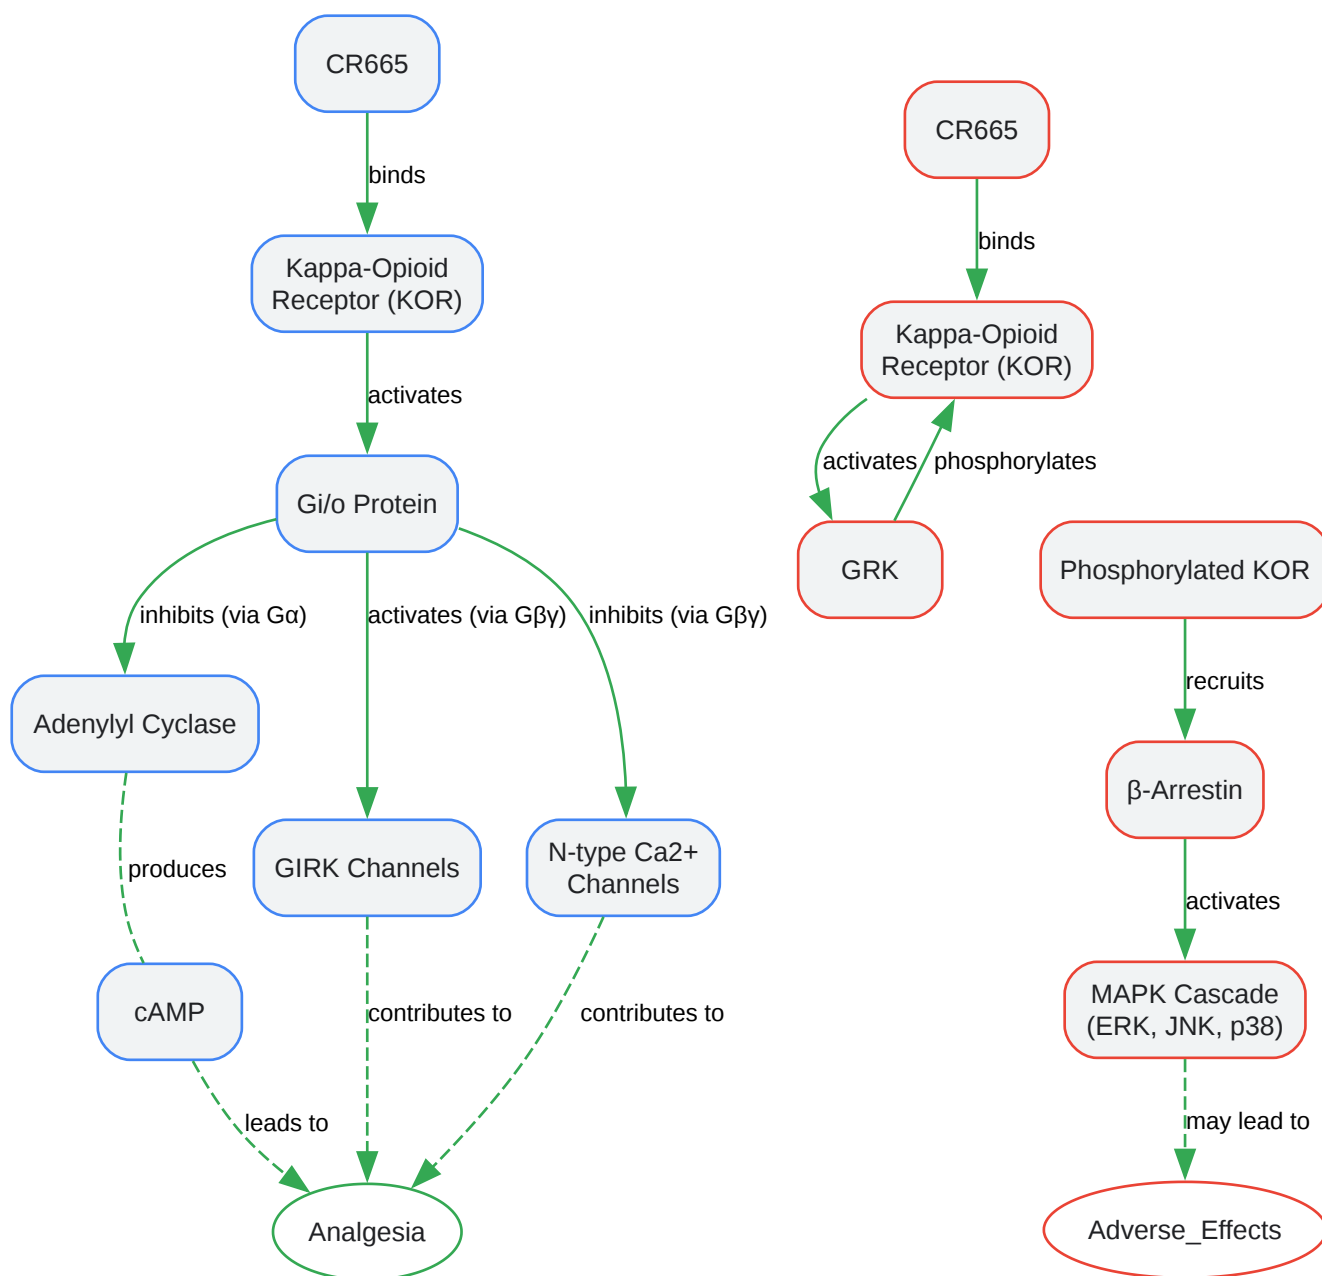 CR665
binds
Kappa-Opioid
Receptor (KOR)
activates
Gi/o Protein
inhibits (via Gα)
activates (via Gβγ)
inhibits (via Gβγ)
Adenylyl Cyclase
produces
GIRK Channels
N-type Ca2+
Channels
cAMP
contributes to
contributes to
leads to
Analgesia
CR665
binds
Kappa-Opioid
Receptor (KOR)
activates
phosphorylates
GRK
Phosphorylated KOR
recruits
β-Arrestin
activates
MAPK Cascade
(ERK, JNK, p38)
may lead to
Adverse_Effects